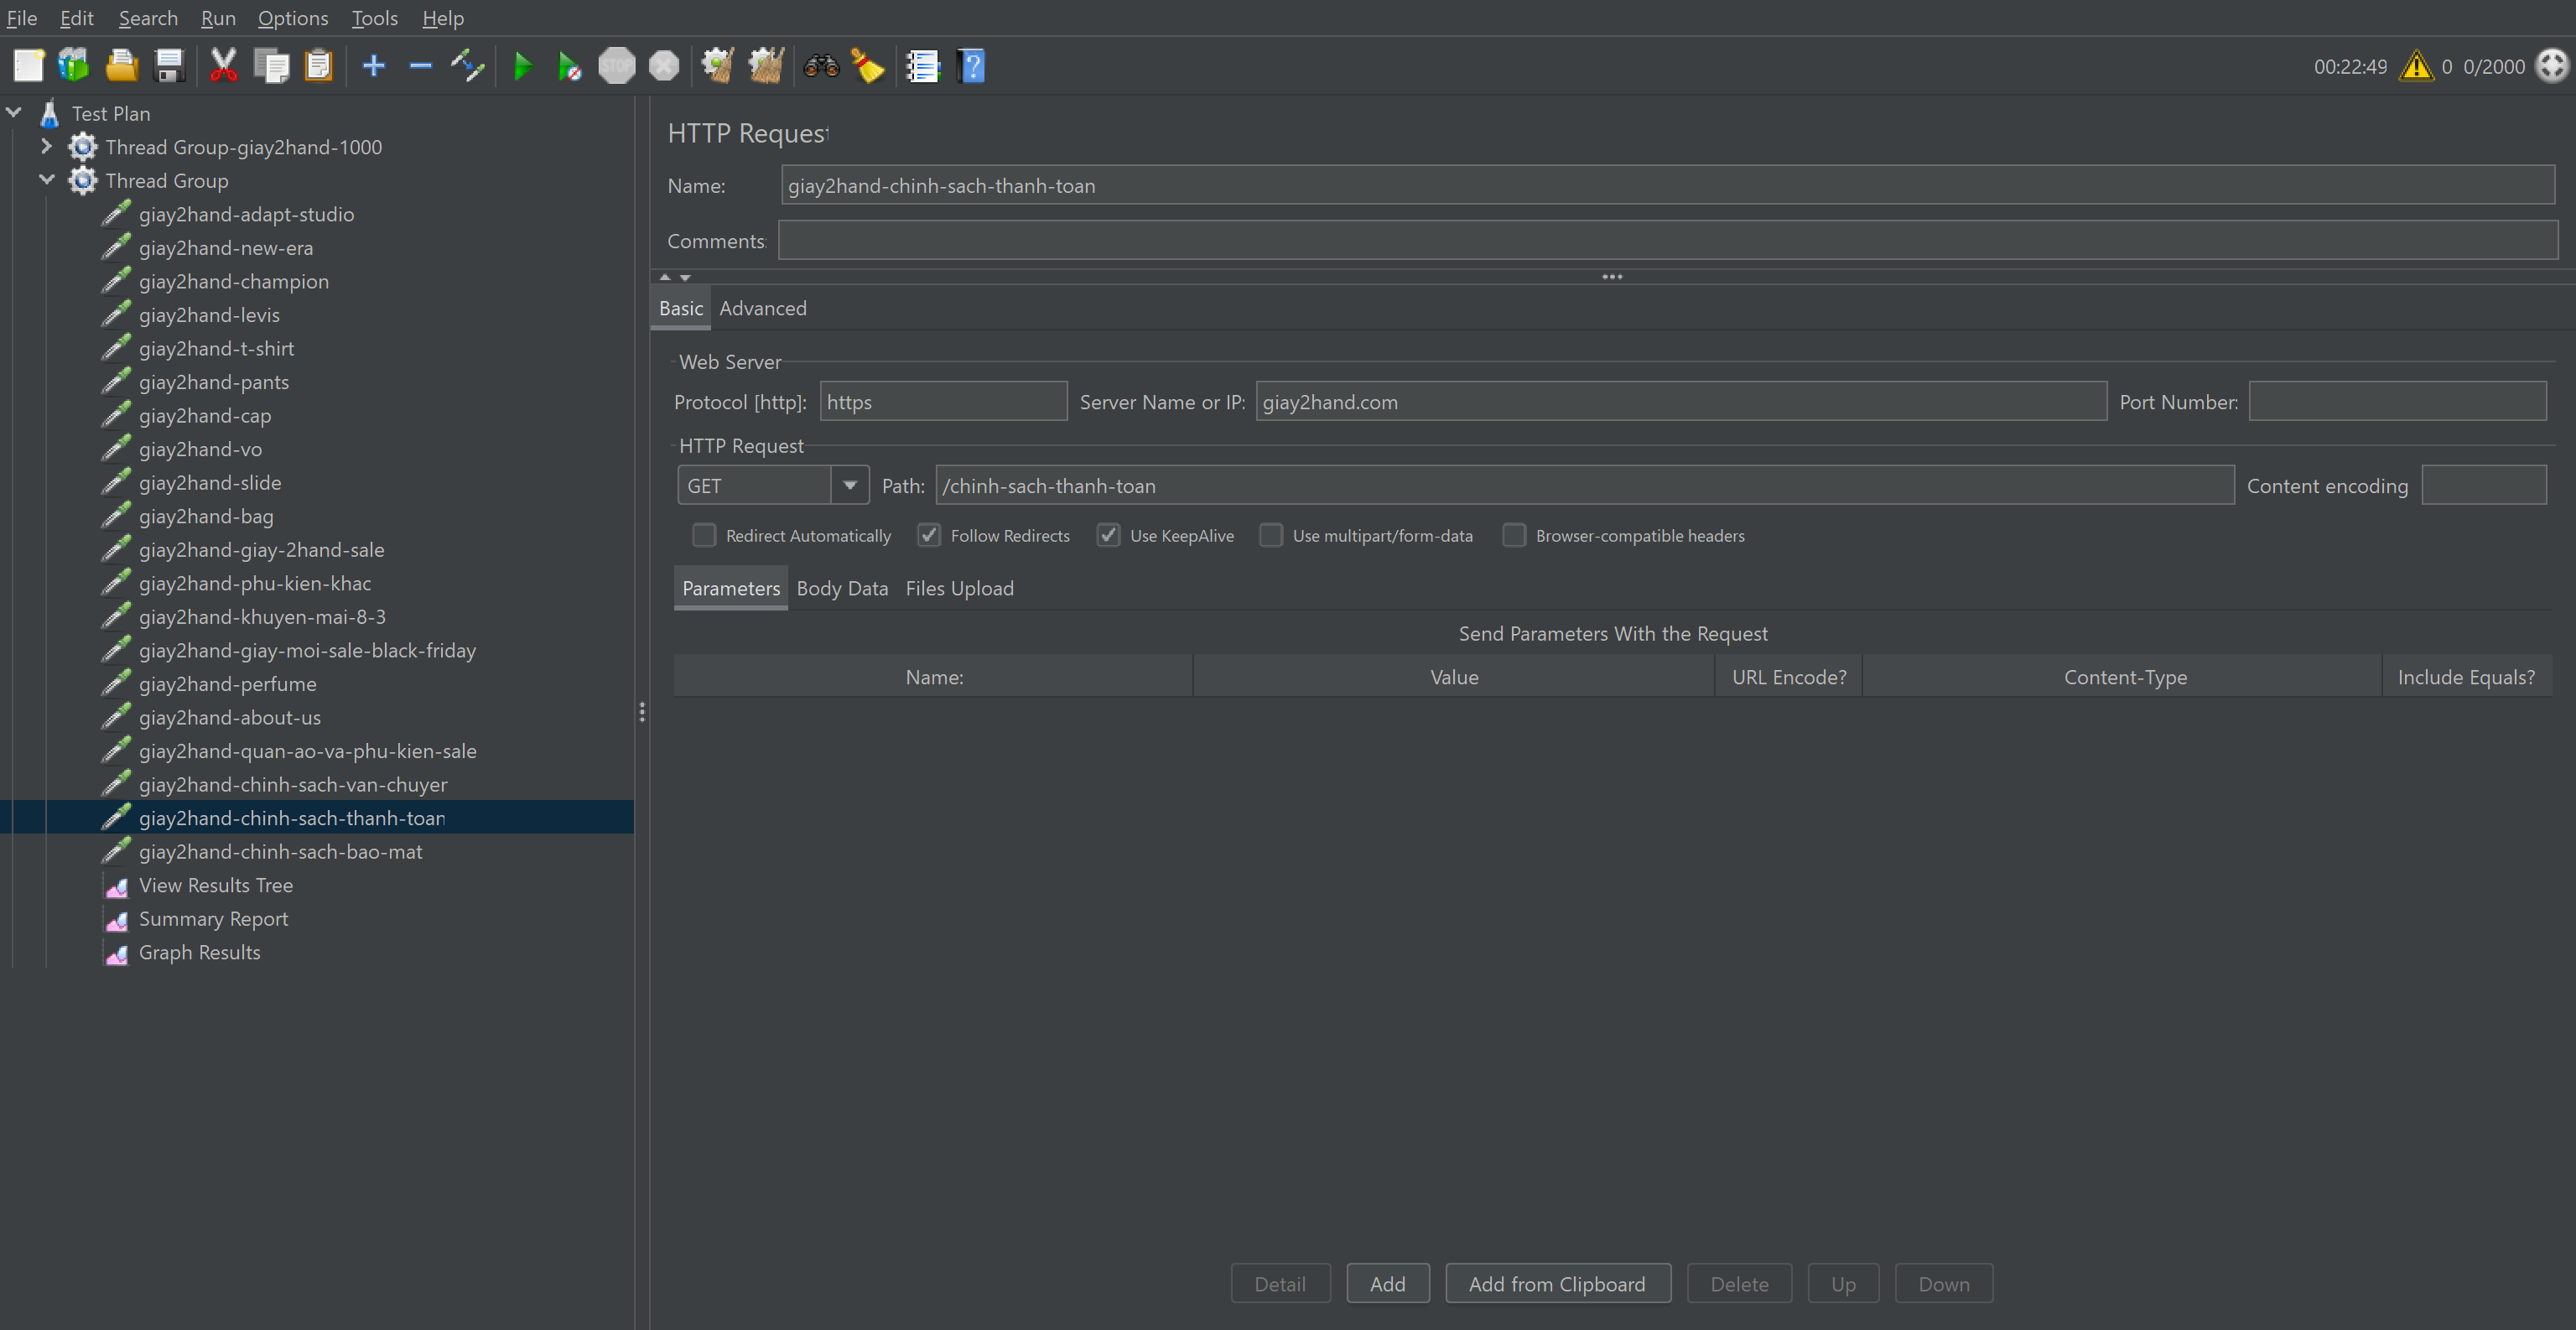 File Edit Search Run Options Tools Help
STOP
00:22:49 0 0/2000
Test Plan
Thread Group-giay2hand-1000
Thread Group
giay2hand-adapt-studio
giay2hand-new-era
giay2hand-champion
giay2hand-levis
giay2hand-t-shirt
giay2hand-pants
giay2hand-cap
giay2hand-vo
giay2hand-slide
giay2hand-bag
giay2hand-giay-2hand-sale
giay2hand-phu-kien-khac
giay2hand-khuyen-mai-8-3
giay2hand-giay-moi-sale-black-friday
giay2hand-perfume
giay2hand-about-us
giay2hand-quan-ao-va-phu-kien-sale
giay2hand-chinh-sach-van-chuyer
giay2hand-chinh-sach-thanh-toan
giay2hand-chinh-sach-bao-mat
View Results Tree
Summary Report
Graph Results
HTTP Request
Name: giay2hand-chinh-sach-thanh-toan
Comments:
Basic Advanced
Web Server
Protocol [http]: https Server Name or IP: giay2hand.com Port Number:
HTTP Request
GET Path: /chinh-sach-thanh-toan Content encoding
Redirect Automatically Follow Redirects Use KeepAlive Use multipart/form-data Browser-compatible headers
Parameters Body Data Files Upload
Send Parameters With the Request
Name: Value URL Encode? Content-Type Include Equals?
Detail Add Add from Clipboard Delete Up Down